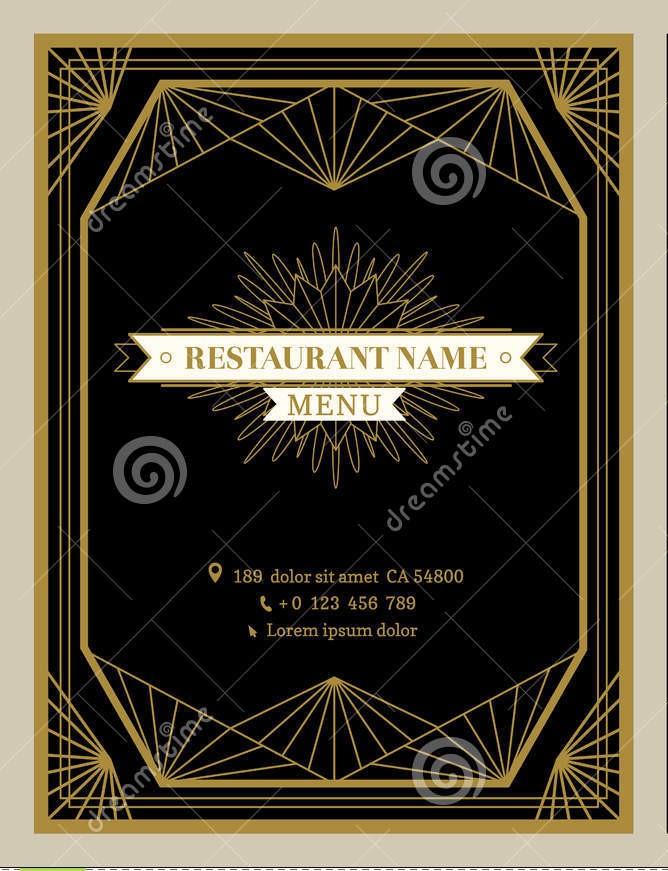 dreamstime
RESTAURANT NAME
MENU
dreamstime
189 dolor sit amet CA 54800
+0 123 456 789
Lorem ipsum dolor
dreamstime